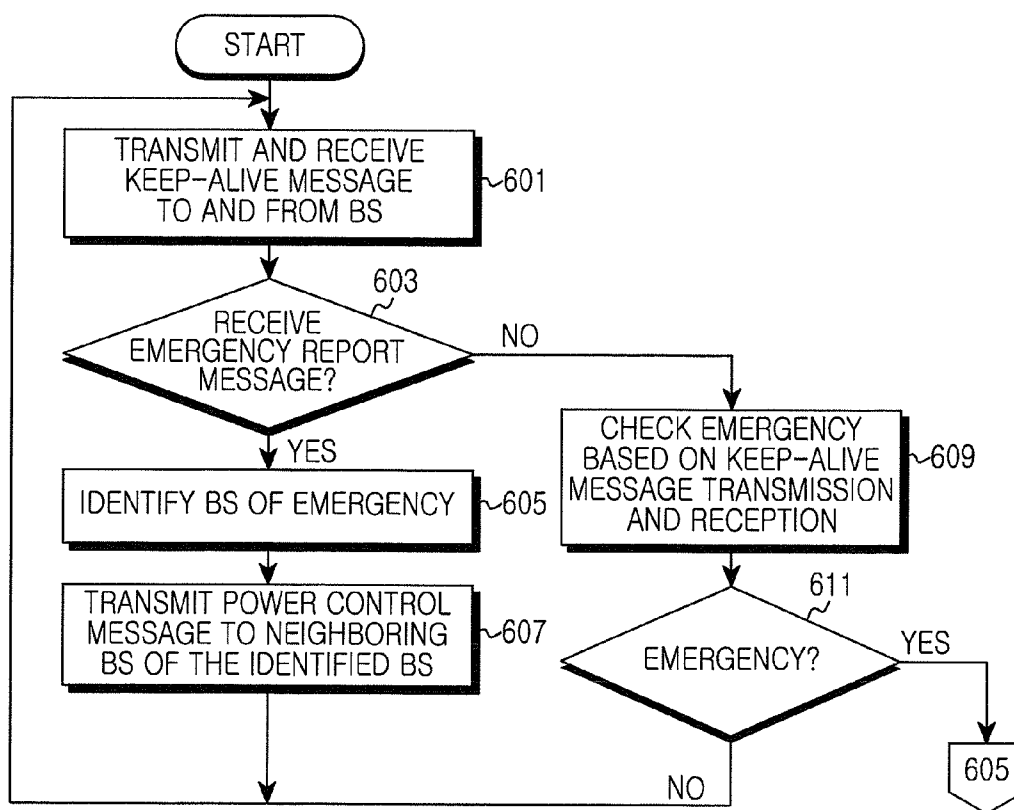 START
TRANSMIT AND RECEIVE
KEEP-ALIVE MESSAGE
TO AND FROM BS
601
603
RECEIVE
EMERGENCY REPORT
MESSAGE?
NO
YES
IDENTIFY BS OF EMERGENCY
605
TRANSMIT POWER CONTROL
MESSAGE TO NEIGHBORING
BS OF THE IDENTIFIED BS
607
CHECK EMERGENCY
BASED ON KEEP-ALIVE
MESSAGE TRANSMISSION
AND RECEPTION
609
611
EMERGENCY?
YES
605
NO